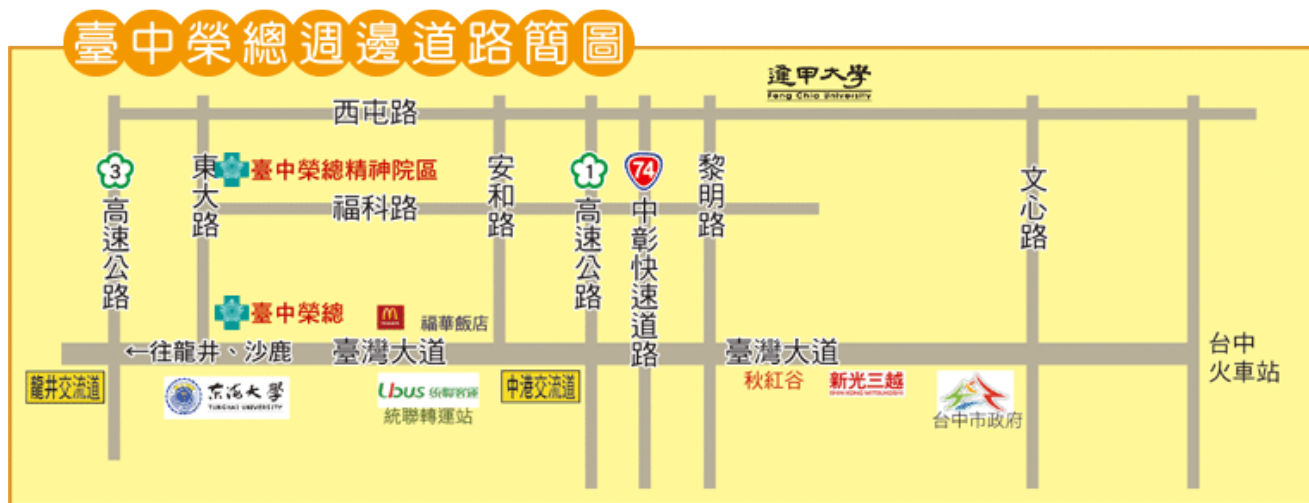 臺中榮總週邊道路簡圖
逢甲大學
Feng Chia University
西屯路
3
高速公路
東大路
臺中榮總精神院區
安和路
1
高速公路
74
中彰快速道路
黎明路
文心路
福科路
臺中榮總
福華飯店
←往龍井、沙鹿
臺灣大道
臺灣大道
台中
火車站
龍井交流道
東海大學
TUNGHAI UNIVERSITY
Ubus 統聯客運
統聯轉運站
中港交流道
秋紅谷
新光三越
SHIN KONG MITSUKOSHI
台中市政府